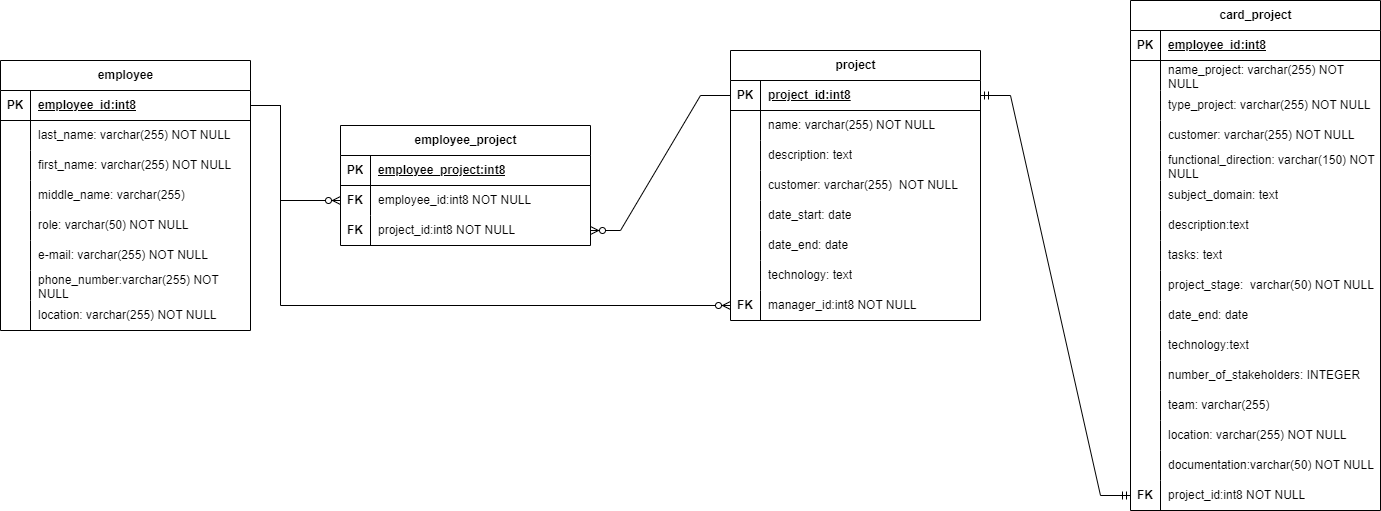 employee
PK employee_id:int8
last_name: varchar(255) NOT NULL
first_name: varchar(255) NOT NULL
middle_name: varchar(255)
role: varchar(50) NOT NULL
e-mail: varchar(255) NOT NULL
phone_number:varchar(255) NOT
NULL
location: varchar(255) NOT NULL
employee_project
PK employee_project:int8
FK employee_id:int8 NOT NULL
FK project_id:int8 NOT NULL
project
PK project_id:int8
name: varchar(255) NOT NULL
description: text
customer: varchar(255) NOT NULL
date_start: date
date_end: date
technology: text
FK manager_id:int8 NOT NULL
card_project
PK employee_id:int8
name_project: varchar(255) NOT
NULL
type_project: varchar(255) NOT NULL
customer: varchar(255) NOT NULL
functional_direction: varchar(150) NOT
NULL
subject_domain: text
description:text
tasks: text
project_stage: varchar(50) NOT NULL
date_end: date
technology:text
number_of_stakeholders: INTEGER
team: varchar(255)
location: varchar(255) NOT NULL
documentation:varchar(50) NOT NULL
FK project_id:int8 NOT NULL